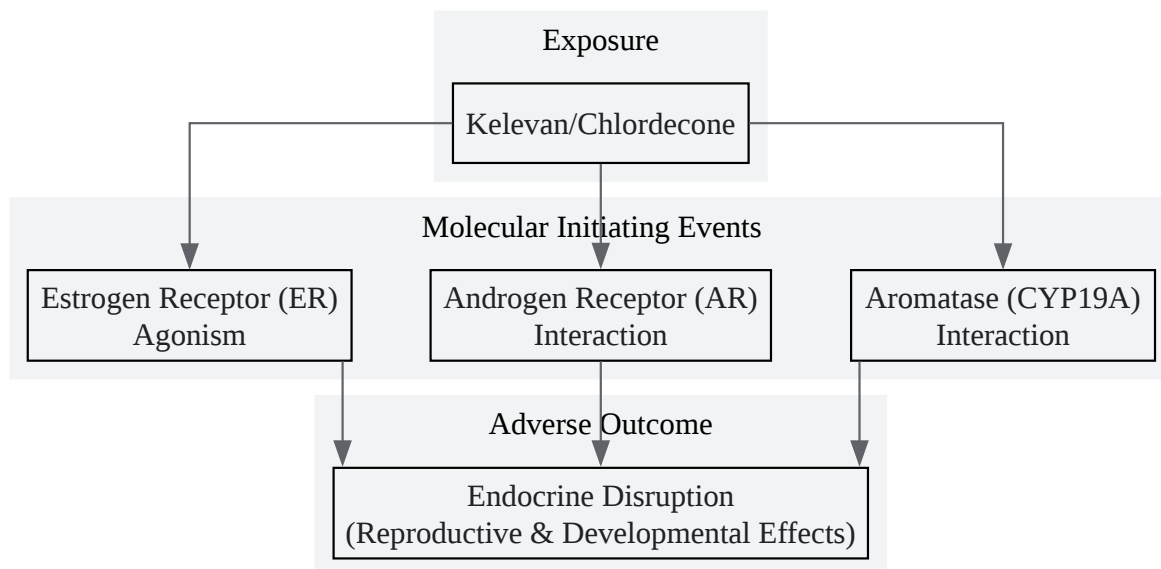 Exposure
Kelevan/Chlordecone
Molecular Initiating Events
Estrogen Receptor (ER)
Agonism
Androgen Receptor (AR)
Interaction
Aromatase (CYP19A)
Interaction
Adverse Outcome
Endocrine Disruption
(Reproductive & Developmental Effects)